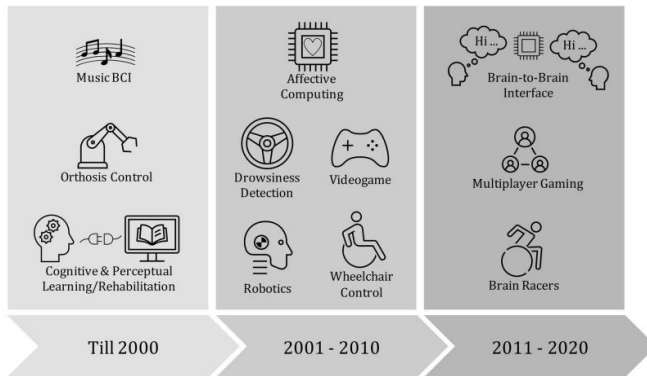 Music BCI
Orthosis Control
Cognitive & Perceptual
Learning/Rehabilitation
Affective
Computing
Drowsiness
Detection
Videogame
Robotics
Wheelchair
Control
Hi ...
Hi ...
Brain-to-Brain
Interface
Multiplayer Gaming
Brain Racers
Till 2000
2001 - 2010
2011 - 2020